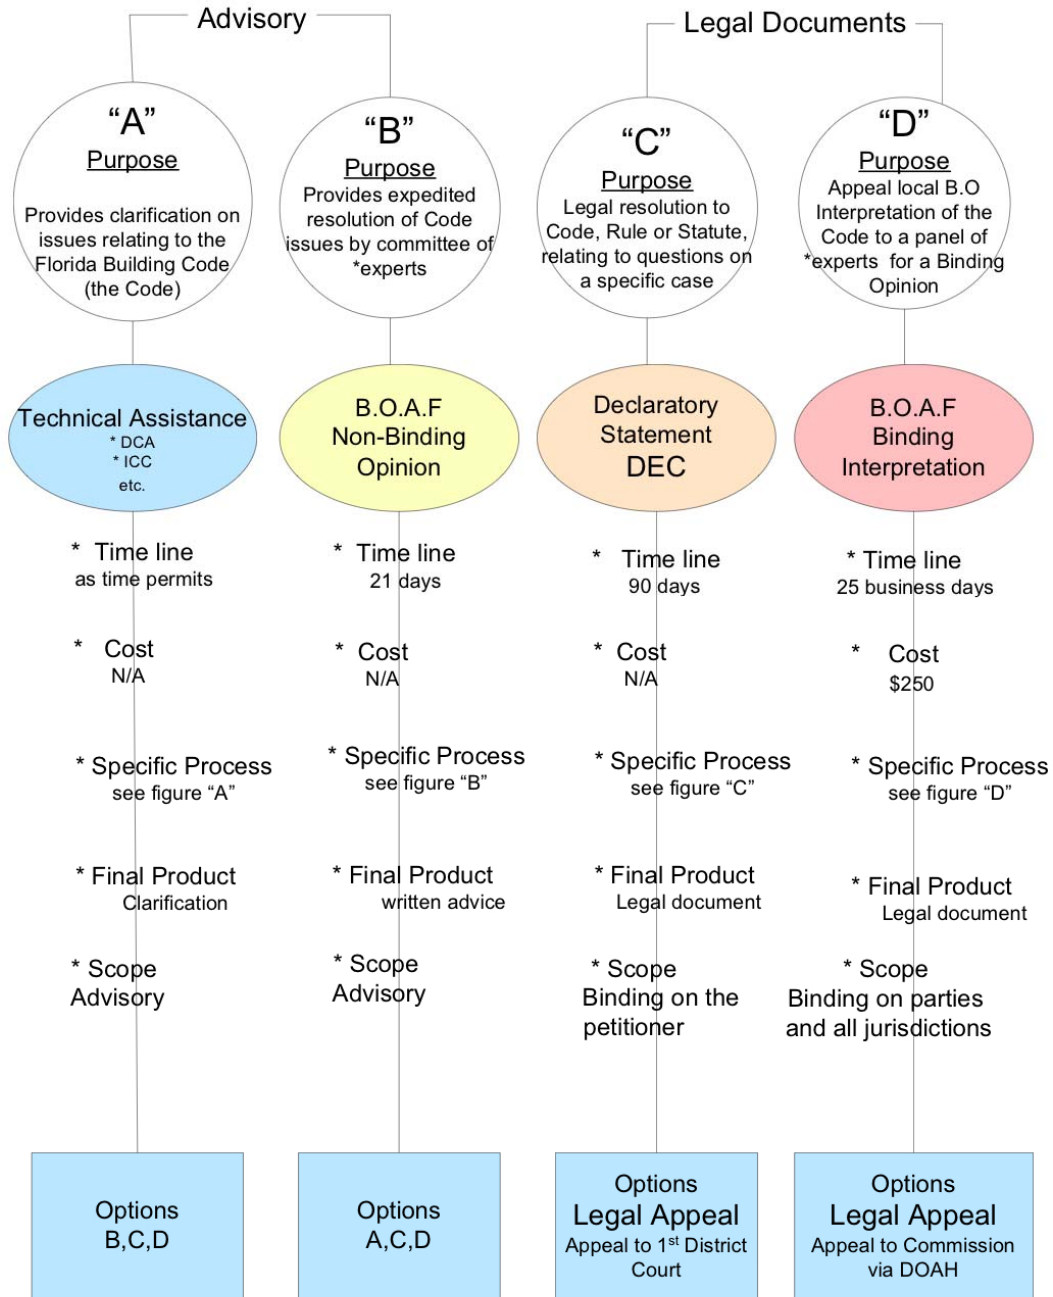 Advisory
Legal Documents
“A”
Purpose
Provides clarification on
issues relating to the
Florida Building Code
(the Code)
“B”
Purpose
Provides expedited
resolution of Code
issues by committee of
*experts
“C”
Purpose
Legal resolution to
Code, Rule or Statute,
relating to questions on
a specific case
“D”
Purpose
Appeal local B.O
Interpretation of the
Code to a panel of
*experts for a Binding
Opinion
Technical Assistance
* DCA
* ICC
etc.
B.O.A.F
Non-Binding
Opinion
Declaratory
Statement
DEC
B.O.A.F
Binding
Interpretation
* Time line
as time permits
* Cost
N/A
* Specific Process
see figure “A”
* Final Product
Clarification
* Scope
Advisory
* Time line
21 days
* Cost
N/A
* Specific Process
see figure “B”
* Final Product
written advice
* Scope
Advisory
* Time line
90 days
* Cost
N/A
* Specific Process
see figure “C”
* Final Product
Legal document
* Scope
Binding on the
petitioner
* Time line
25 business days
* Cost
$250
* Specific Process
see figure “D”
* Final Product
Legal document
* Scope
Binding on parties
and all jurisdictions
Options
B,C,D
Options
A,C,D
Options
Legal Appeal
Appeal to 1st District
Court
Options
Legal Appeal
Appeal to Commission
via DOAH